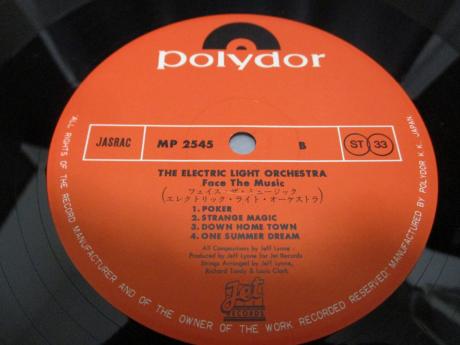 polydor
JASRAC
MP 2545
B
ST 33
THE ELECTRIC LIGHT ORCHESTRA
Face The Music
フェイス・ザ・ミュージック
(エレクトリック・ライト・オーケストラ)
1. POKER
2. STRANGE MAGIC
3. DOWN HOME TOWN
4. ONE SUMMER DREAM
All Compositions by Jeff Lynne
Produced by Jeff Lynne for Jet Records
Strings Arranged by Jeff Lynne,
Richard Tandy & Louis Clark
Jet
RECORDS
ALL RIGHTS OF THE RECORD MANUFACTURER AND OF THE OWNER OF THE WORK RECORDED RESERVED
MANUFACTURED BY POLYDOR K.K. JAPAN